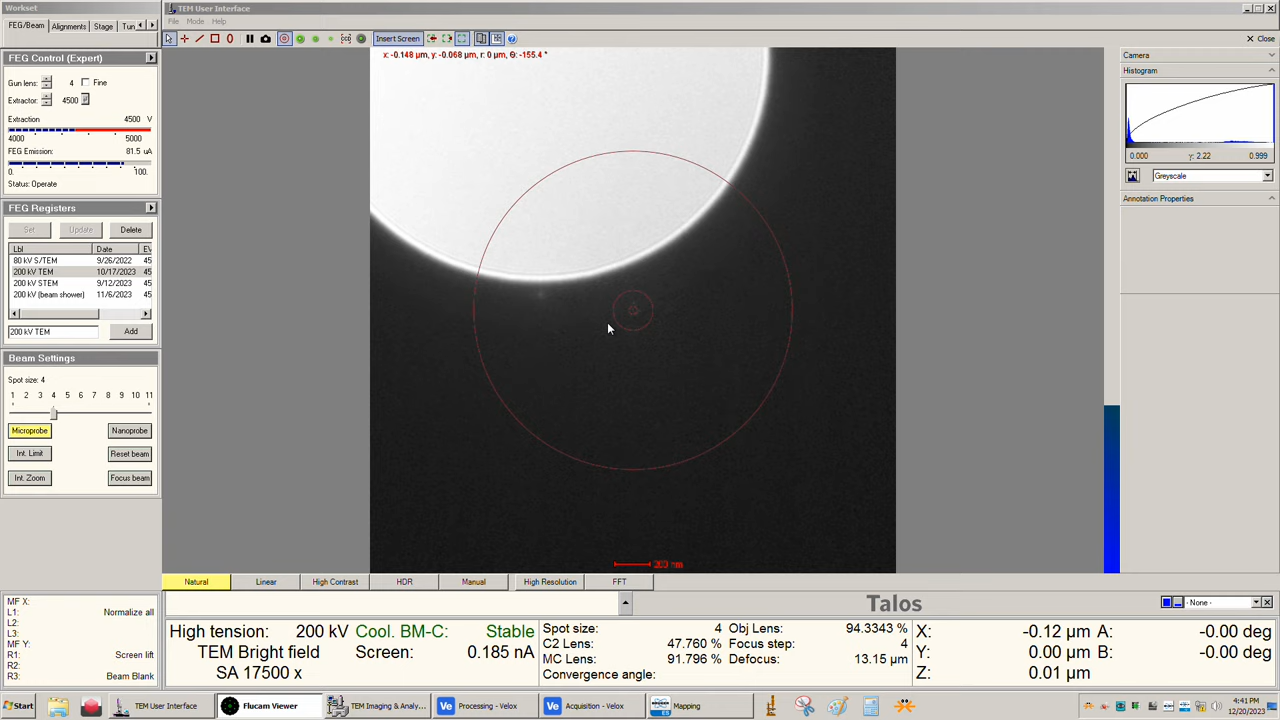 Workset
TEM User Interface
File Mode Help
FEG/Beam Alignments Stage Tun
Insert Screen
Close
FEG Control (Expert)
Gun lens: 4 Fine
Extractor: 4500
Extraction 4500 V
4000 5000
FEG Emission: 81.5 uA
0. 100.
Status: Operate
FEG Registers
Set Update Delete
Lbl Date EV
80 kV S/TEM 9/26/2022 45
200 kV TEM 10/17/2023 45
200 kV STEM 9/12/2023 45
200 kV (beam shower) 11/6/2023 45
200 kV TEM Add
Beam Settings
Spot size: 4
1 2 3 4 5 6 7 8 9 10 11
Microprobe Nanoprobe
Int. Limit Reset beam
Int. Zoom Focus beam
x: -0.148 µm, y: -0.068 µm, r: 0 µm, Θ: -155.4 °
200 nm
Camera
Histogram
0.000 γ: 2.22 0.999
Greyscale
Annotation Properties
Natural Linear High Contrast HDR Manual High Resolution FFT
Talos
- None -
MF X:
L1: Normalize all
L2:
L3:
MF Y:
R1: Screen lift
R2:
R3: Beam Blank
High tension: 200 kV
TEM Bright field
SA 17500 x
Cool. BM-C: Stable
Screen: 0.185 nA
Spot size: 4
C2 Lens: 47.760 %
MC Lens: 91.796 %
Convergence angle:
Obj Lens: 94.3343 %
Focus step: 4
Defocus: 13.15 µm
X: -0.12 µm A: -0.00 deg
Y: 0.00 µm B: -0.00 deg
Z: 0.01 µm
Start
TEM User Interface
Flucam Viewer
TEM Imaging & Analy...
Ve Processing - Velox
Ve Acquisition - Velox
Mapping
4:41 PM
12/20/2023